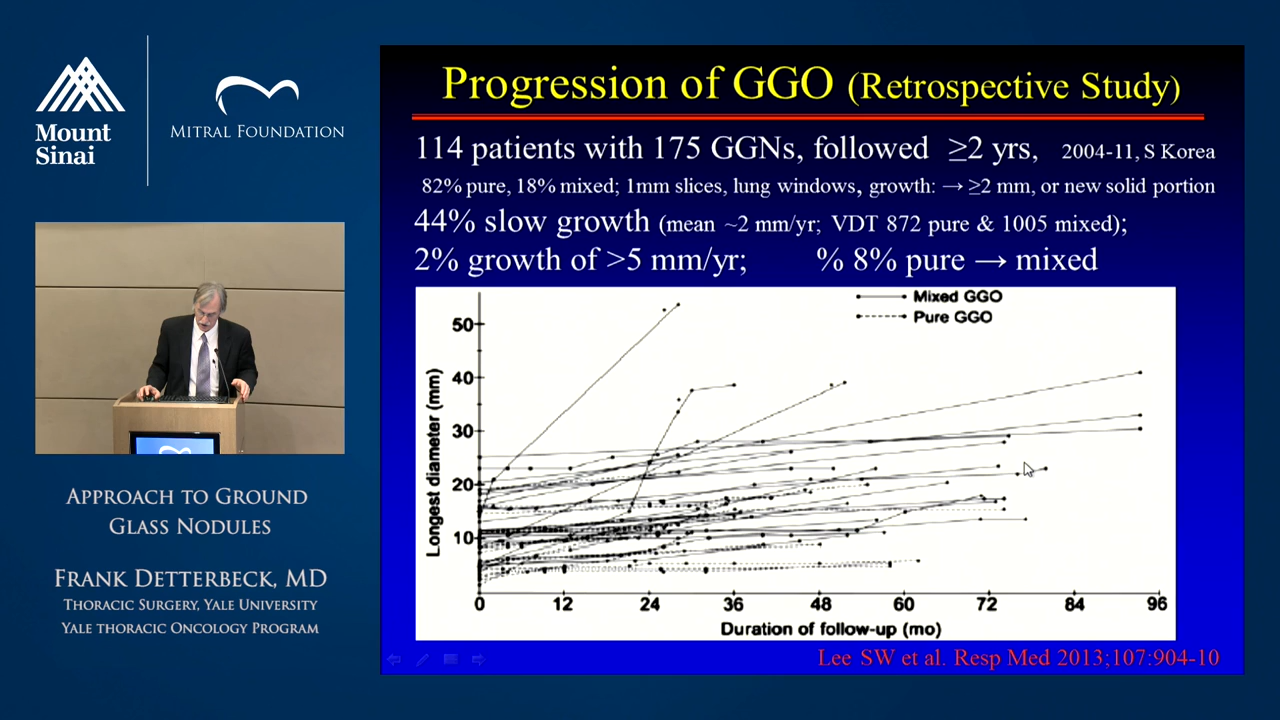 Mount
Sinai
MITRAL FOUNDATION
APPROACH TO GROUND
GLASS NODULES
FRANK DETTERBECK, MD
THORACIC SURGERY, YALE UNIVERSITY
YALE THORACIC ONCOLOGY PROGRAM
Progression of GGO (Retrospective Study)
114 patients with 175 GGNs, followed ≥2 yrs, 2004-11, S Korea
82% pure, 18% mixed; 1mm slices, lung windows, growth: → ≥2 mm, or new solid portion
44% slow growth (mean ~2 mm/yr; VDT 872 pure & 1005 mixed);
2% growth of >5 mm/yr; % 8% pure → mixed
Mixed GGO
Pure GGO
Longest diameter (mm)
50
40
30
20
10
0 12 24 36 48 60 72 84 96
Duration of follow-up (mo)
Lee SW et al. Resp Med 2013;107:904-10